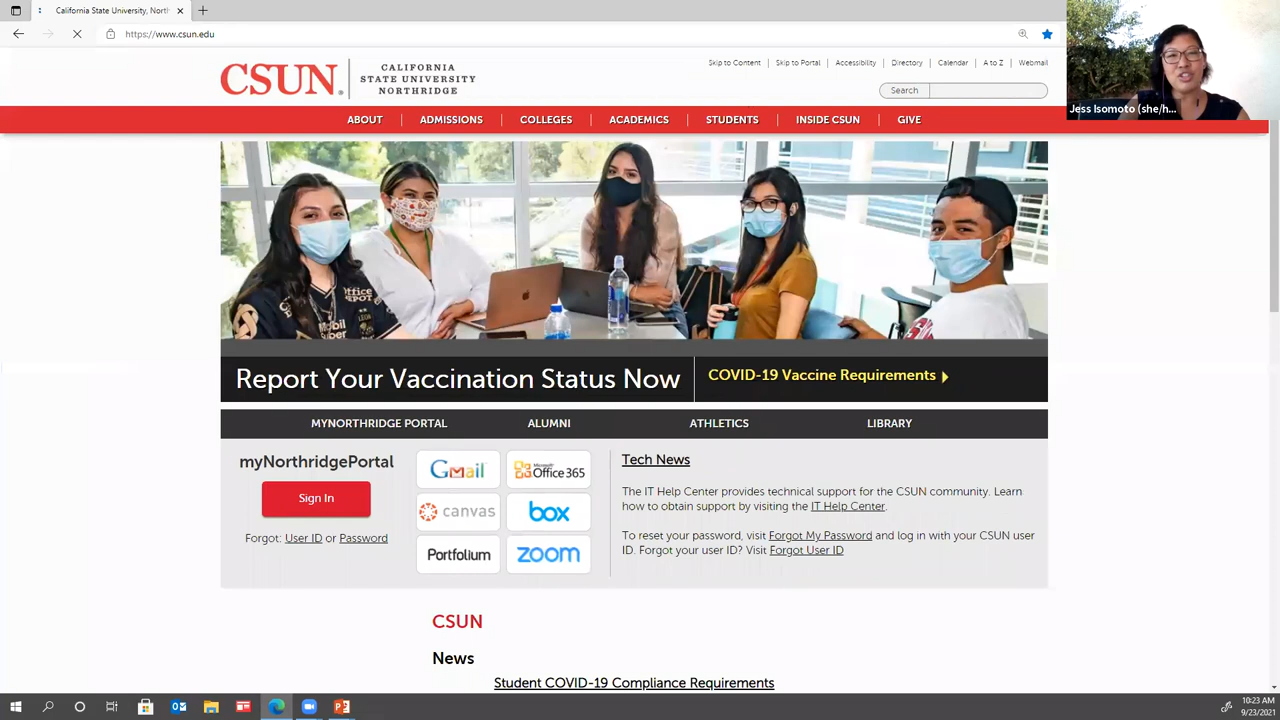 California State University, North
https://www.csun.edu
CSUN.
CALIFORNIA
STATE UNIVERSITY
NORTHRIDGE
Skip to Content
Skip to Portal
Accessibility
Directory
Calendar
A to Z
Webmail
Search
ABOUT
ADMISSIONS
COLLEGES
ACADEMICS
STUDENTS
INSIDE CSUN
GIVE
Jess Isomoto (she/h...
Office
DEPOT
Mobil
Super
Report Your Vaccination Status Now
COVID-19 Vaccine Requirements
MYNORTHRIDGE PORTAL
ALUMNI
ATHLETICS
LIBRARY
myNorthridgePortal
Sign In
Forgot: User ID or Password
Gmail
Microsoft
Office 365
canvas
box
Portfolium
zoom
Tech News
The IT Help Center provides technical support for the CSUN community. Learn
how to obtain support by visiting the IT Help Center.
To reset your password, visit Forgot My Password and log in with your CSUN user
ID. Forgot your user ID? Visit Forgot User ID
CSUN
News
Student COVID-19 Compliance Requirements
10:23 AM
9/23/2021